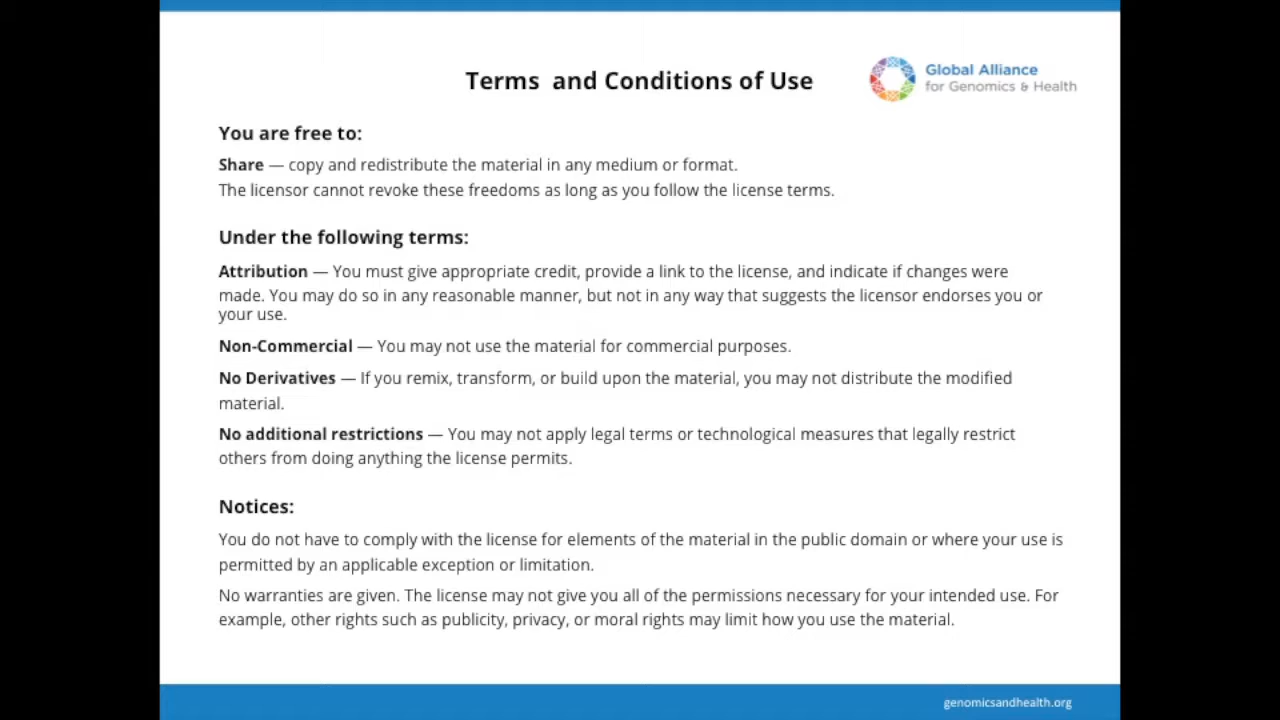 Terms  and Conditions of Use
Global Alliance
for Genomics & Health
You are free to:
Share — copy and redistribute the material in any medium or format.
The licensor cannot revoke these freedoms as long as you follow the license terms.
Under the following terms:
Attribution — You must give appropriate credit, provide a link to the license, and indicate if changes were
made. You may do so in any reasonable manner, but not in any way that suggests the licensor endorses you or
your use.
Non-Commercial — You may not use the material for commercial purposes.
No Derivatives — If you remix, transform, or build upon the material, you may not distribute the modified
material.
No additional restrictions — You may not apply legal terms or technological measures that legally restrict
others from doing anything the license permits.
Notices:
You do not have to comply with the license for elements of the material in the public domain or where your use is
permitted by an applicable exception or limitation.
No warranties are given. The license may not give you all of the permissions necessary for your intended use. For
example, other rights such as publicity, privacy, or moral rights may limit how you use the material.
genomicsandhealth.org